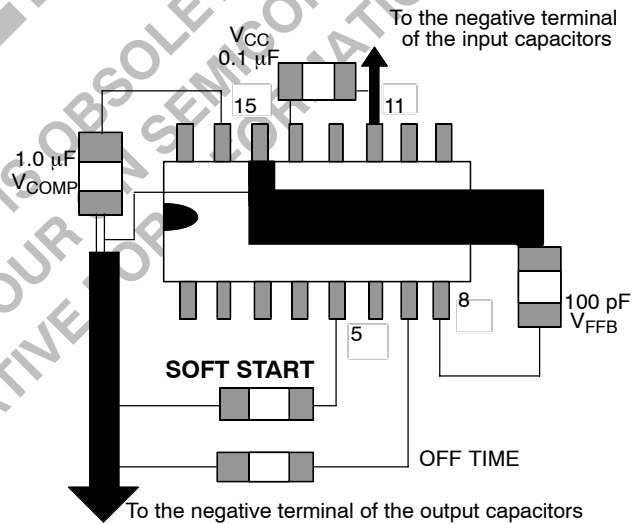 To the negative terminal
of the input capacitors
VCC
0.1 μF
15
11
1.0 μF
VCOMP
8
100 pF
VFFB
5
SOFT START
OFF TIME
To the negative terminal of the output capacitors